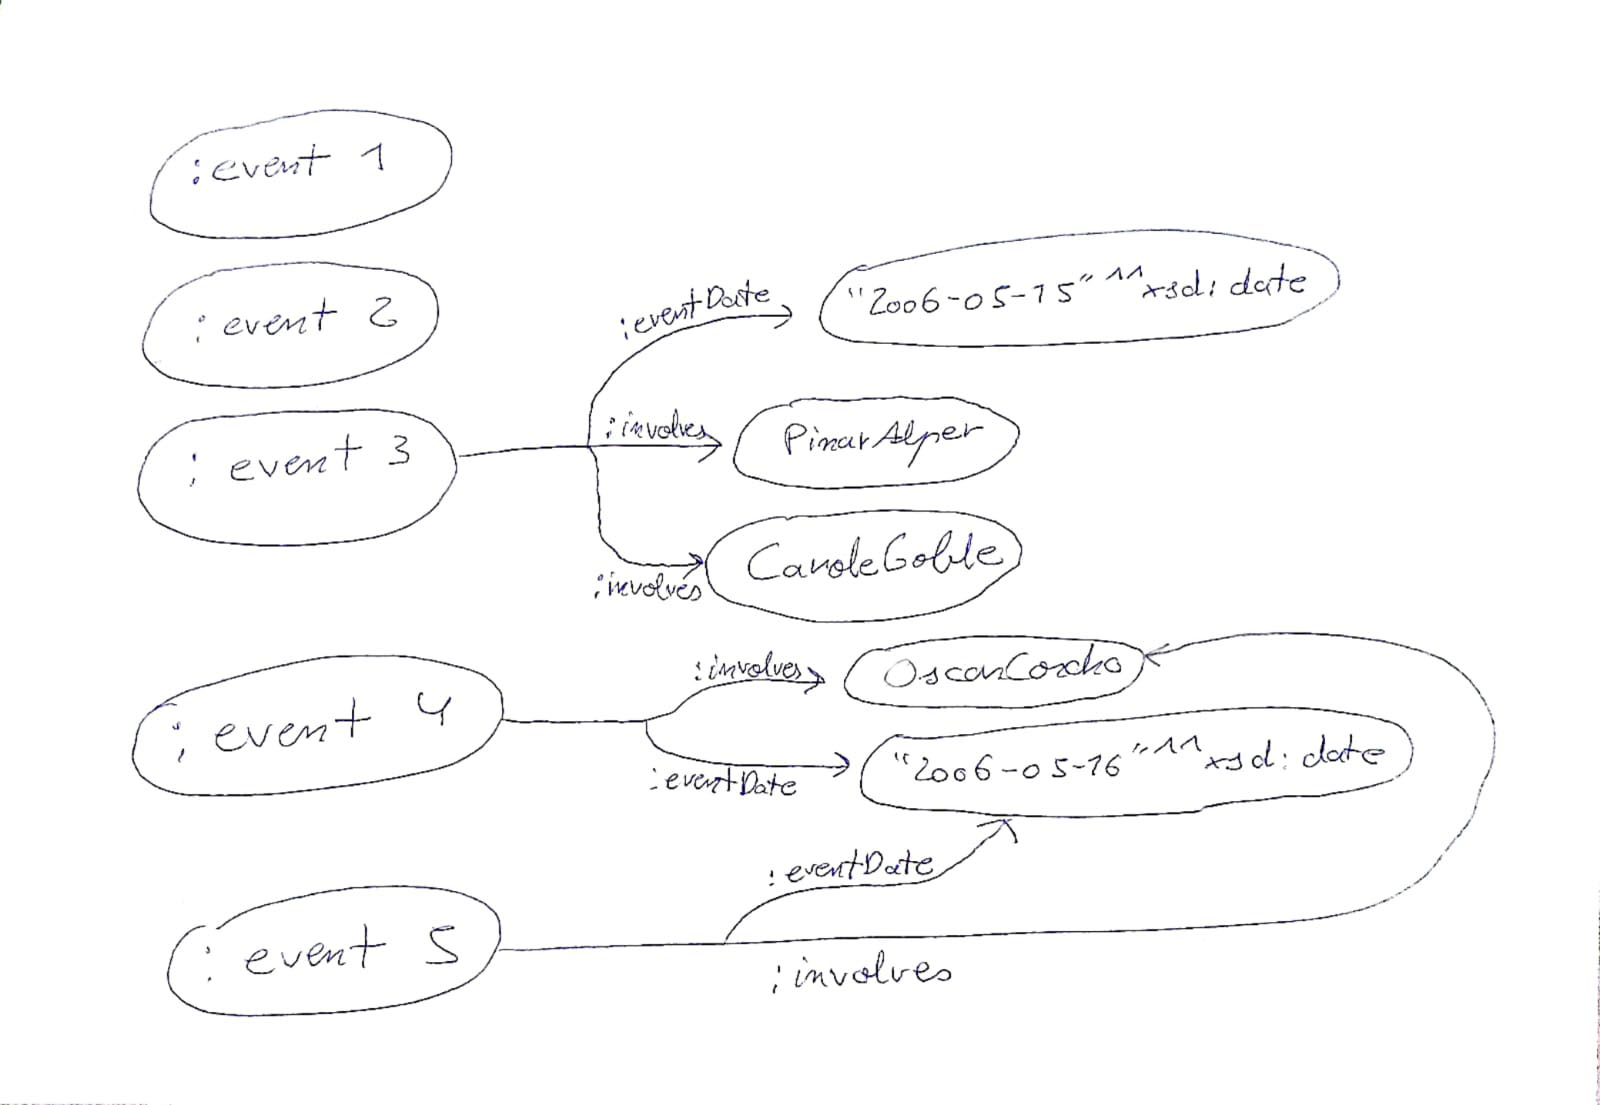 :event 1
:event 2
:eventDate
"2006-05-15"^^xsd:date
:event 3
:involves
PinarAlper
:involves
CaroleGoble
:event 4
:involves
OscarCorcho
:eventDate
"2006-05-16"^^xsd:date
:eventDate
:event 5
:involves